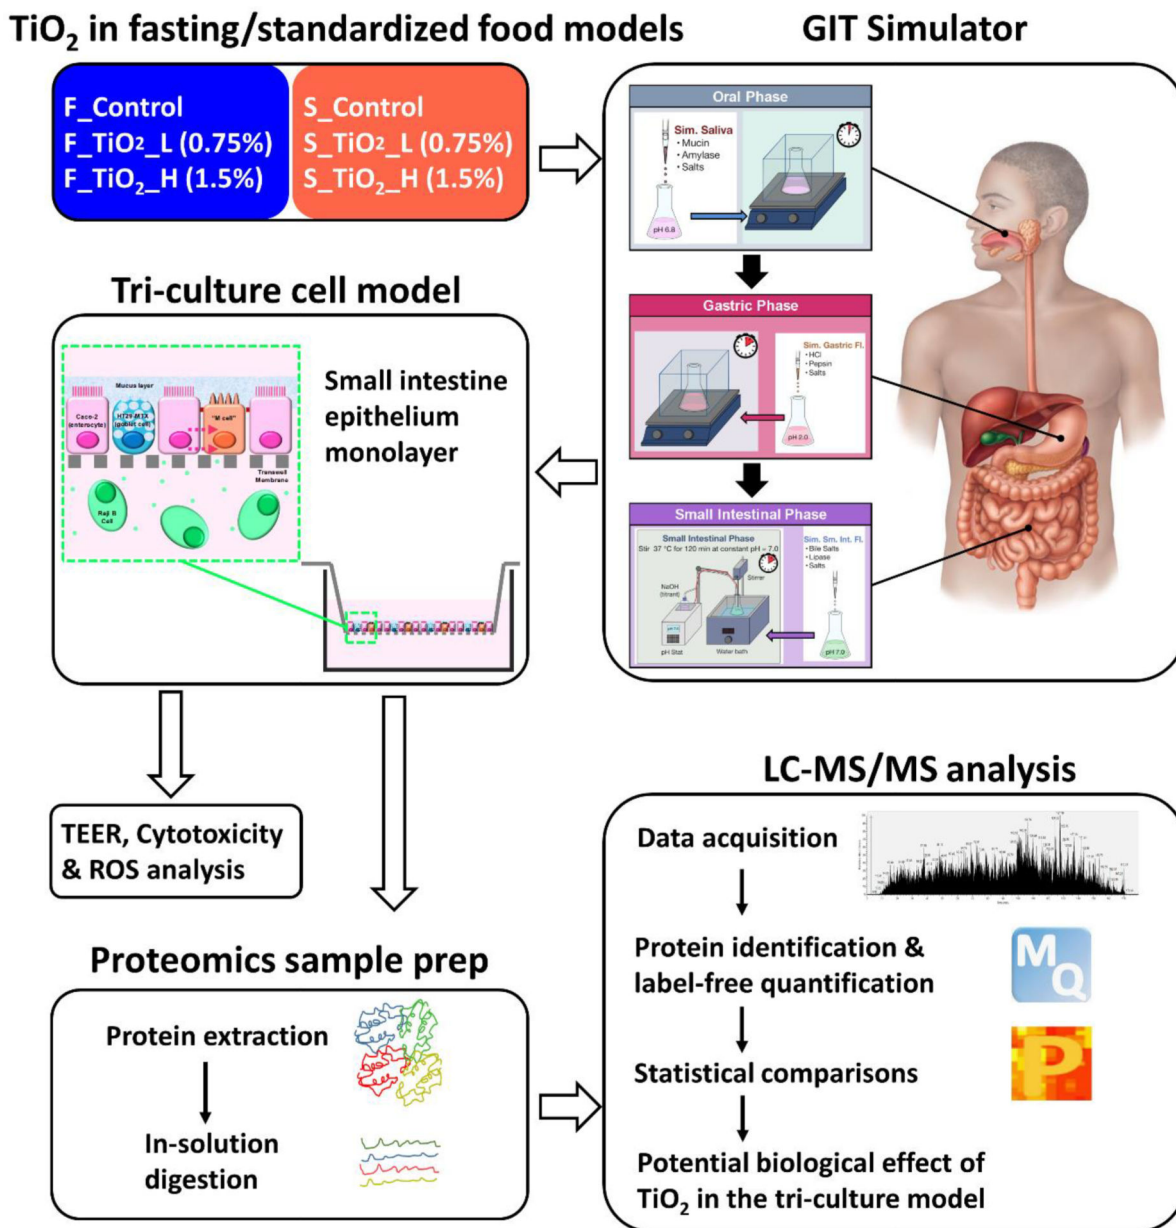 TiO₂ in fasting/standardized food models
GIT Simulator
F_Control
F_TiO₂_L (0.75%)
F_TiO₂_H (1.5%)
S_Control
S_TiO₂_L (0.75%)
S_TiO₂_H (1.5%)
Oral Phase
Sim. Saliva
• Mucin
• Amylase
• Salts
pH 6.8
Gastric Phase
Sim. Gastric Fl.
• HCl
• Pepsin
• Salts
pH 2.0
Small Intestinal Phase
Small Intestinal Phase
Stir 37 °C for 120 min at constant pH = 7.0
NaOH
(titrant)
Stirrer
pH Stat
Water bath
Sim. Sm. Int. Fl.
• Bile Salts
• Lipase
• Salts
pH 7.0
Tri-culture cell model
Mucus layer
Caco-2
(enterocyte)
HT29-MTX
(goblet cell)
"M cell"
Transwell
Membrane
Raji B
Cell
Small intestine
epithelium
monolayer
TEER, Cytotoxicity
& ROS analysis
Proteomics sample prep
Protein extraction
In-solution
digestion
LC-MS/MS analysis
Data acquisition
Protein identification &
label-free quantification
MQ
Statistical comparisons
P
Potential biological effect of
TiO₂ in the tri-culture model